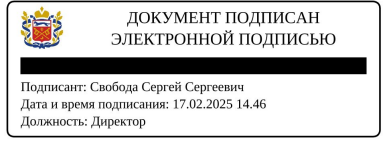 ДОКУМЕНТ ПОДПИСАН
ЭЛЕКТРОННОЙ ПОДПИСЬЮ
Подписант: Свобода Сергей Сергеевич
Дата и время подписания: 17.02.2025 14.46
Должность: Директор